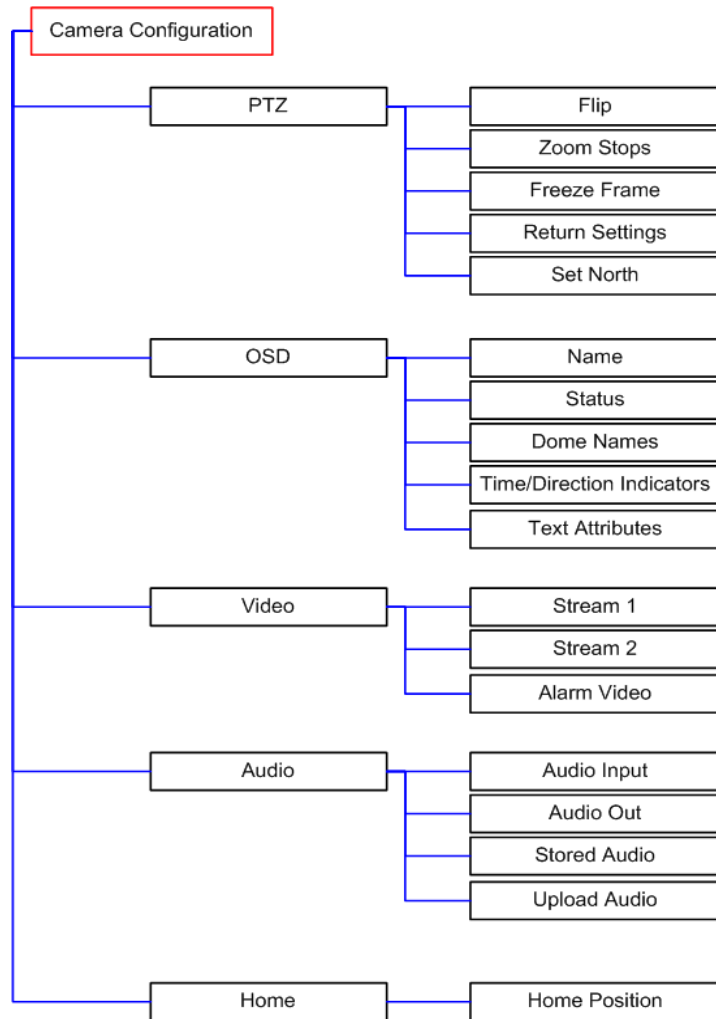 Camera Configuration
PTZ
Flip
Zoom Stops
Freeze Frame
Return Settings
Set North
OSD
Name
Status
Dome Names
Time/Direction Indicators
Text Attributes
Video
Stream 1
Stream 2
Alarm Video
Audio
Audio Input
Audio Out
Stored Audio
Upload Audio
Home
Home Position